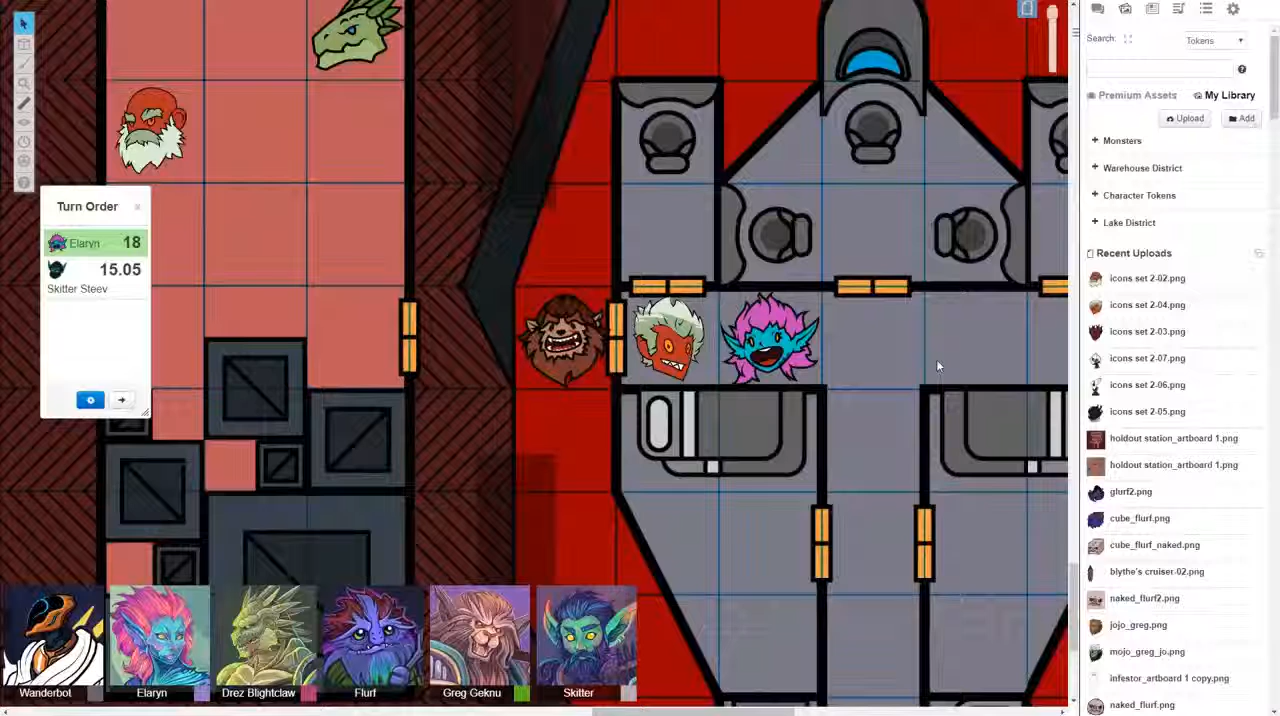 Search:
Tokens
Premium Assets
My Library
Upload
Add
Monsters
Warehouse District
Character Tokens
Lake District
Recent Uploads
icons set 2-02.png
icons set 2-04.png
icons set 2-03.png
icons set 2-07.png
icons set 2-06.png
icons set 2-05.png
holdout station_artboard 1.png
holdout station_artboard 1.png
glurf2.png
cube_flurf.png
cube_flurf_naked.png
blythe's cruiser-02.png
naked_flurf2.png
jojo_greg.png
mojo_greg_jo.png
infestor_artboard 1 copy.png
naked_flurf.png
Turn Order
Elaryn 18
15.05
Skitter Steev
Wanderbot
Elaryn
Drez Blightclaw
Flurf
Greg Geknu
Skitter